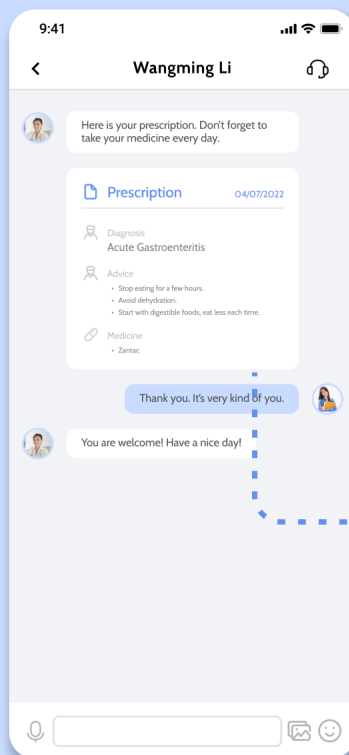 9:41
Wangming Li
Here is your prescription. Don't forget to
take your medicine every day.
Prescription
04/07/2022
Diagnosis
Acute Gastroenteritis
Advice
• Stop eating for a few hours.
• Avoid dehydration.
• Start with digestible foods, eat less each time.
Medicine
• Zantac
Thank you. It's very kind of you.
You are welcome! Have a nice day!